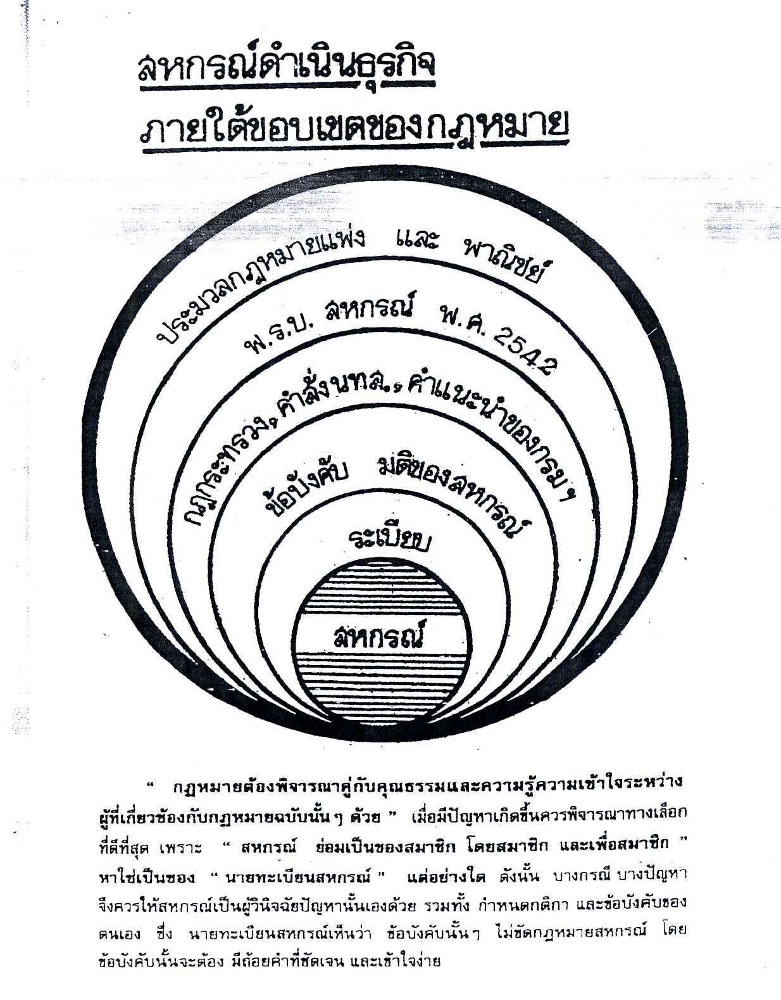 สหกรณ์ดำเนินธุรกิจ
ภายใต้ขอบเขตของกฎหมาย
ประมวลกฎหมายแพ่ง และ พาณิชย์
พ.ร.บ. สหกรณ์ พ.ศ. 2542
กฎกระทรวง, คำสั่งนทส., คำแนะนำของกรมฯ
ข้อบังคับ มติของสหกรณ์
ระเบียบ
สหกรณ์
“ กฎหมายต้องพิจารณาคู่กับคุณธรรมและความรู้ความเข้าใจระหว่าง
ผู้ที่เกี่ยวข้องกับกฎหมายฉบับนั้นๆ ด้วย ” เมื่อมีปัญหาเกิดขึ้นควรพิจารณาทางเลือก
ที่ดีที่สุด เพราะ “ สหกรณ์ ย่อมเป็นของสมาชิก โดยสมาชิก และเพื่อสมาชิก ”
หาใช่เป็นของ “ นายทะเบียนสหกรณ์ ” แต่อย่างใด ดังนั้น บางกรณี บางปัญหา
จึงควรให้สหกรณ์เป็นผู้วินิจฉัยปัญหานั้นเองด้วย รวมทั้ง กำหนดกติกา และข้อบังคับของ
ตนเอง ซึ่ง นายทะเบียนสหกรณ์เห็นว่า ข้อบังคับนั้นๆ ไม่ขัดกฎหมายสหกรณ์ โดย
ข้อบังคับนั้นจะต้อง มีถ้อยคำที่ชัดเจน และเข้าใจง่าย